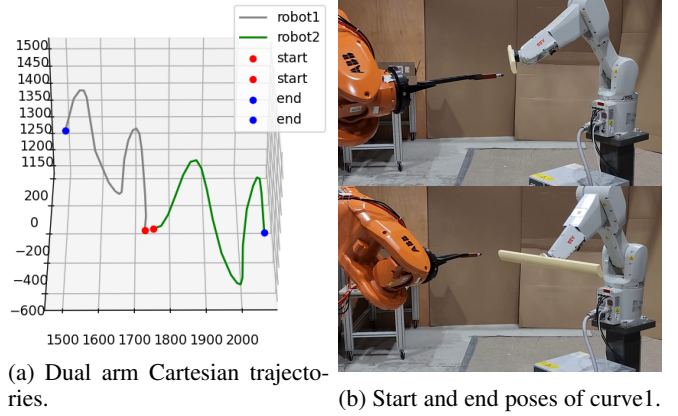 robot1
robot2
start
start
end
end
1500
1450
1400
1350
1300
1250
1200
1150
200
0
−200
−400
−600
1500 1600 1700 1800 1900 2000
ABB
ABB
ABB
ABB
(a) Dual arm Cartesian trajecto-
ries.
(b) Start and end poses of curve1.